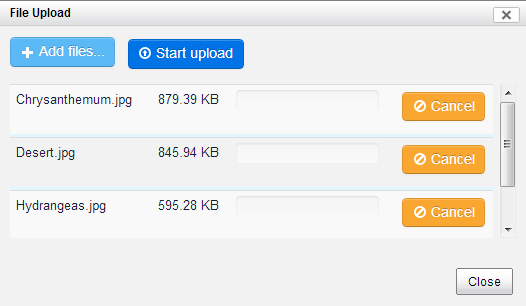 File Upload
Add files...
Start upload
Chrysanthemum.jpg 879.39 KB Cancel
Desert.jpg 845.94 KB Cancel
Hydrangeas.jpg 595.28 KB Cancel
Close